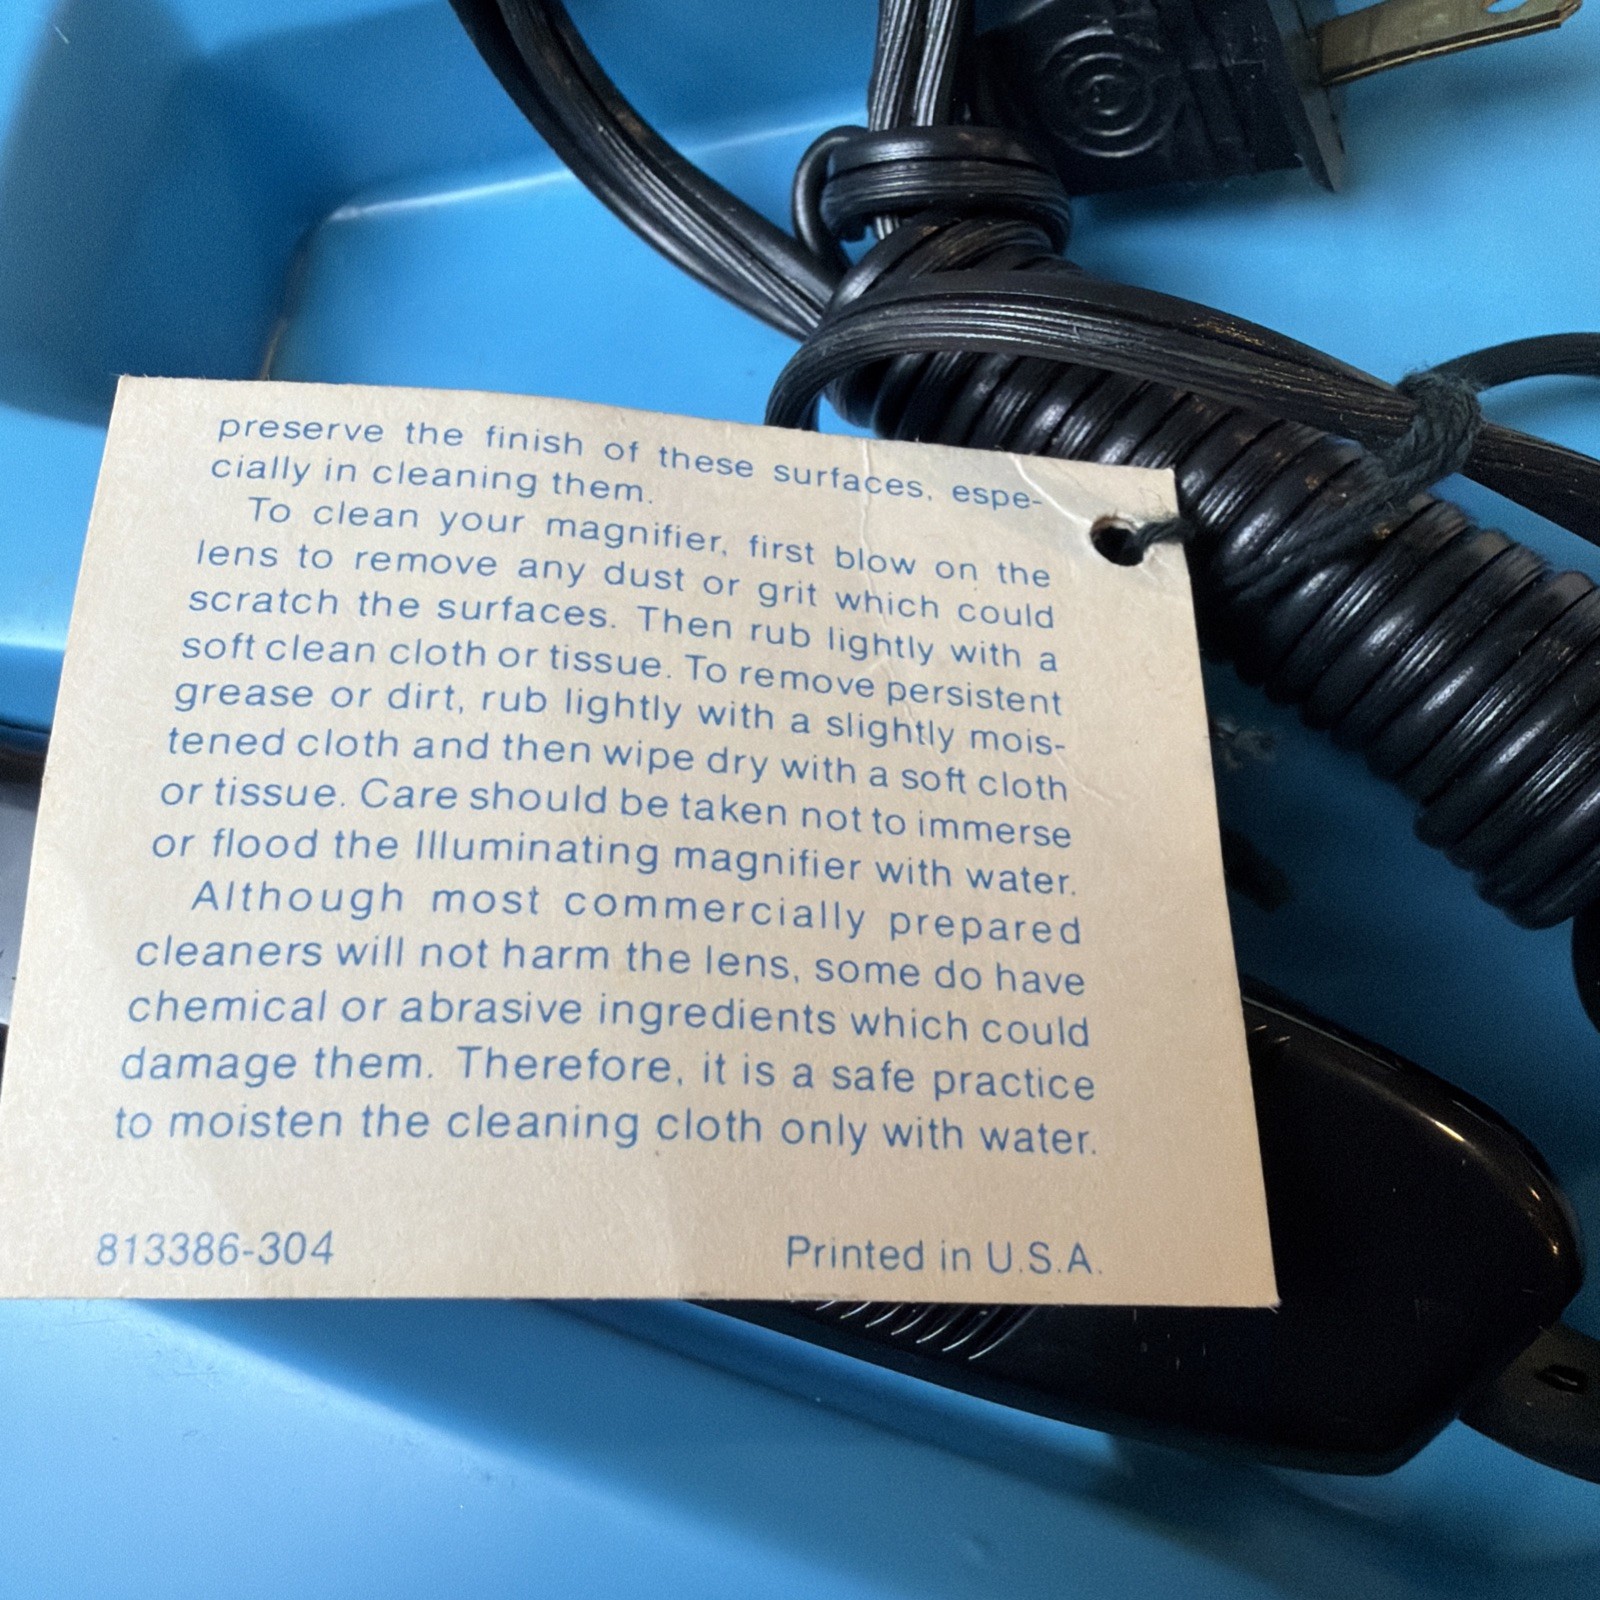 preserve the finish of these surfaces, espe-
cially in cleaning them.
To clean your magnifier, first blow on the
lens to remove any dust or grit which could
scratch the surfaces. Then rub lightly with a
soft clean cloth or tissue. To remove persistent
grease or dirt, rub lightly with a slightly mois-
tened cloth and then wipe dry with a soft cloth
or tissue. Care should be taken not to immerse
or flood the Illuminating magnifier with water.
Although most commercially prepared
cleaners will not harm the lens, some do have
chemical or abrasive ingredients which could
damage them. Therefore, it is a safe practice
to moisten the cleaning cloth only with water.
813386-304 Printed in U.S.A.